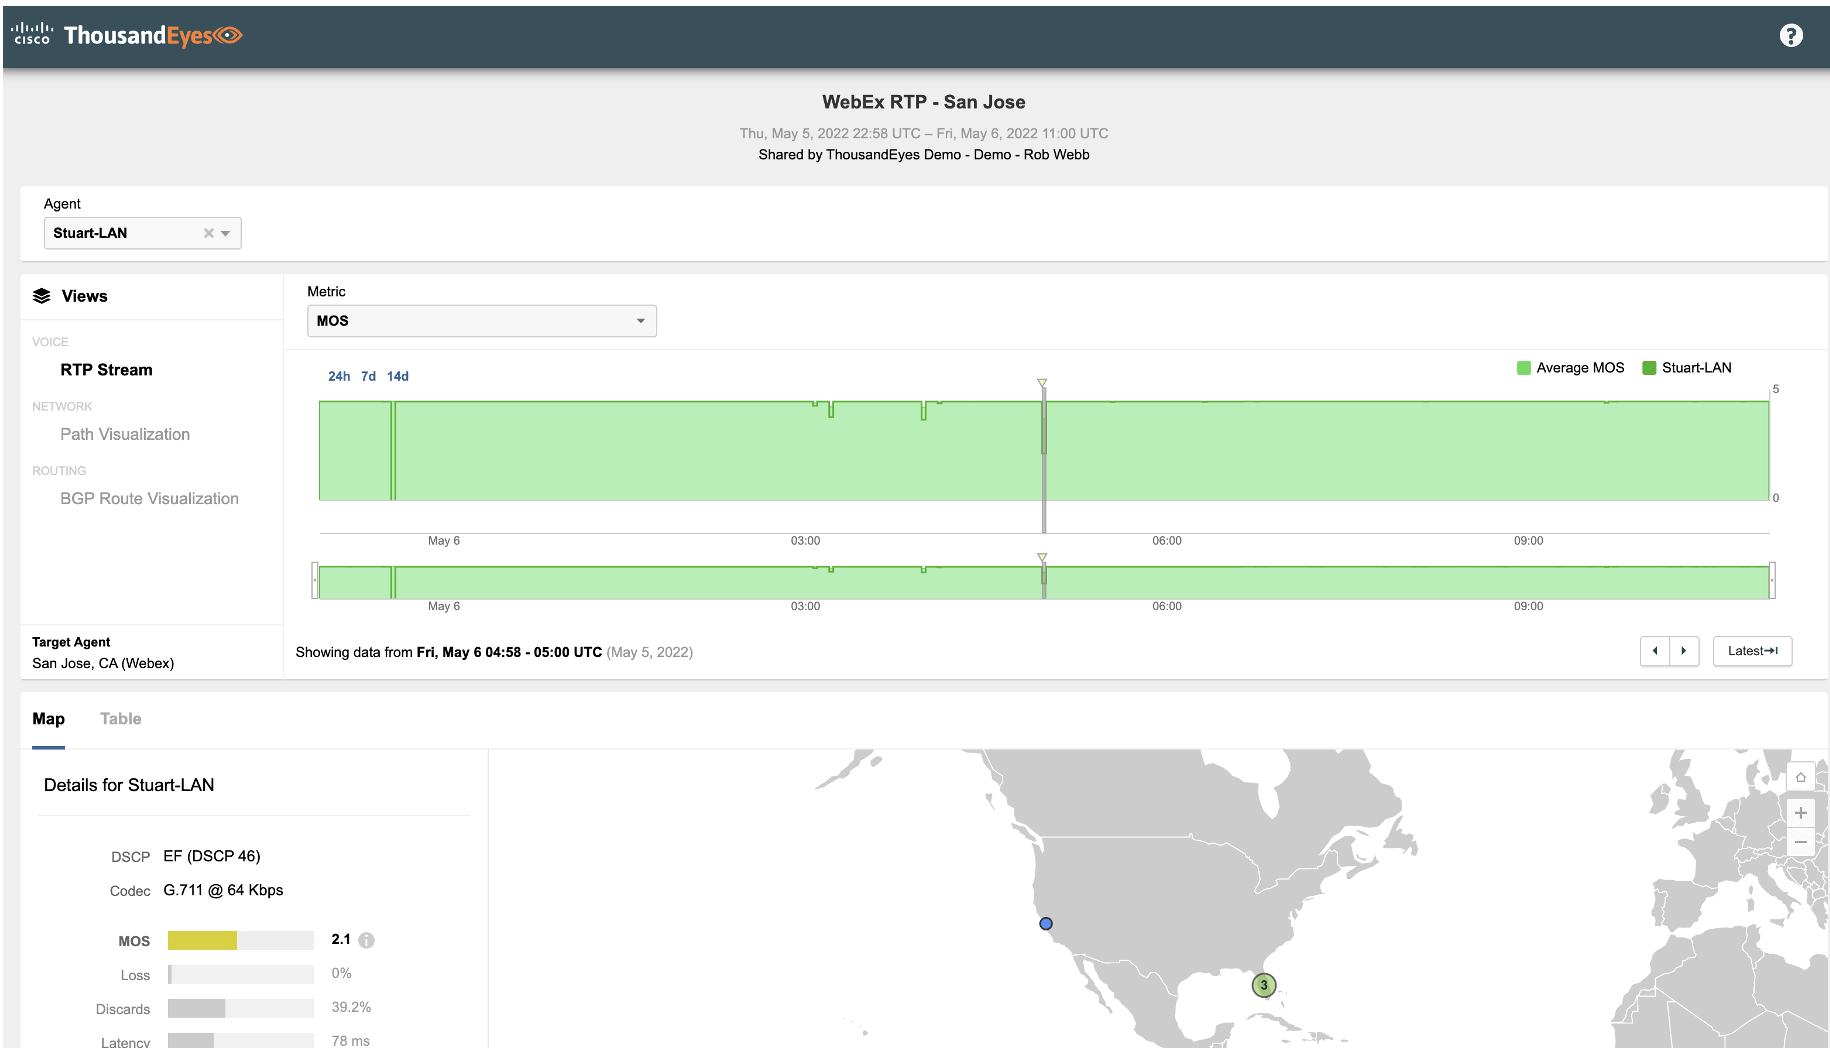 CISCO ThousandEyes
?
WebEx RTP - San Jose
Thu, May 5, 2022 22:58 UTC – Fri, May 6, 2022 11:00 UTC
Shared by ThousandEyes Demo - Demo - Rob Webb
Agent
Stuart-LAN
Views
VOICE
RTP Stream
NETWORK
Path Visualization
ROUTING
BGP Route Visualization
Target Agent
San Jose, CA (Webex)
Metric
MOS
24h 7d 14d
Average MOS Stuart-LAN
5
0
May 6 03:00 06:00 09:00
May 6 03:00 06:00 09:00
Showing data from Fri, May 6 04:58 - 05:00 UTC (May 5, 2022)
Latest
Map Table
Details for Stuart-LAN
DSCP EF (DSCP 46)
Codec G.711 @ 64 Kbps
MOS 2.1 i
Loss 0%
Discards 39.2%
Latency 78 ms
3
+
−